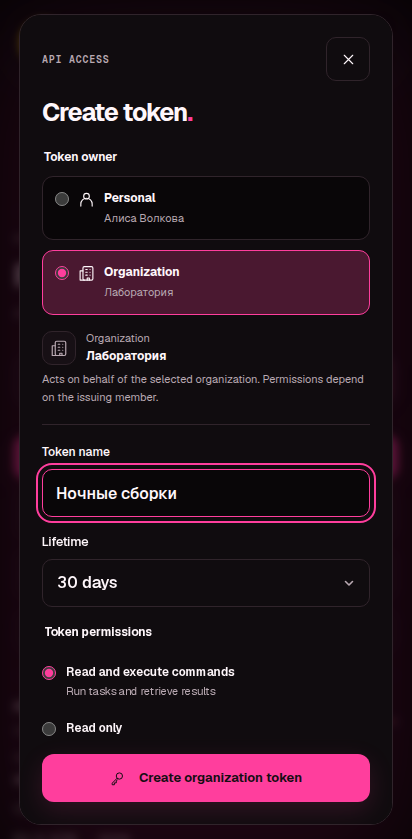 API ACCESS
Create token.
Token owner
Personal
Алиса Волкова
Organization
Лаборатория
Organization
Лаборатория
Acts on behalf of the selected organization. Permissions depend
on the issuing member.
Token name
Ночные сборки
Lifetime
30 days
Token permissions
Read and execute commands
Run tasks and retrieve results
Read only
Create organization token